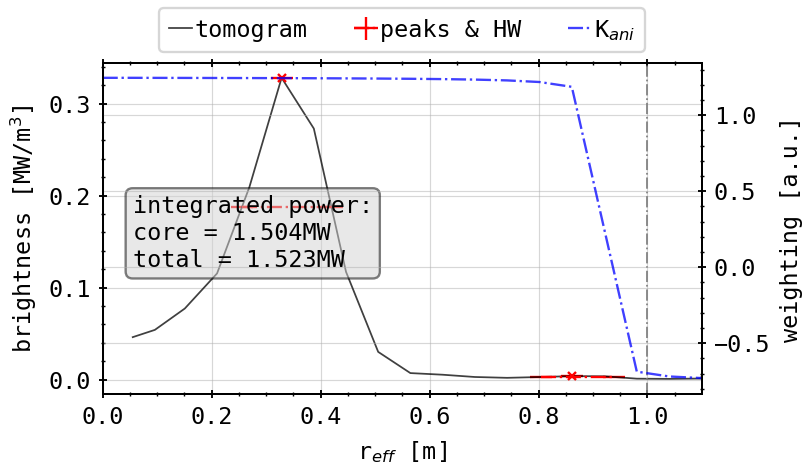 tomogram peaks & HW K_ani
brightness [MW/m³]
0.3
0.2
0.1
0.0
integrated power:
core = 1.504MW
total = 1.523MW
1.0
0.5
0.0
−0.5
weighting [a.u.]
0.0 0.2 0.4 0.6 0.8 1.0
r_eff [m]